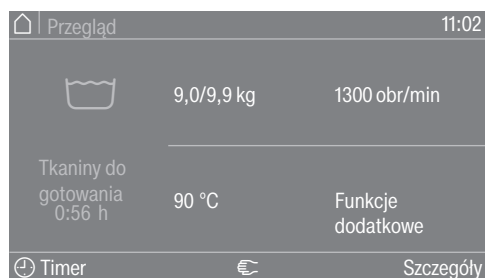 Przegląd 11:02
9,0/9,9 kg 1300 obr/min
Tkaniny do
gotowania
0:56 h
90 °C Funkcje
dodatkowe
Timer Szczegóły